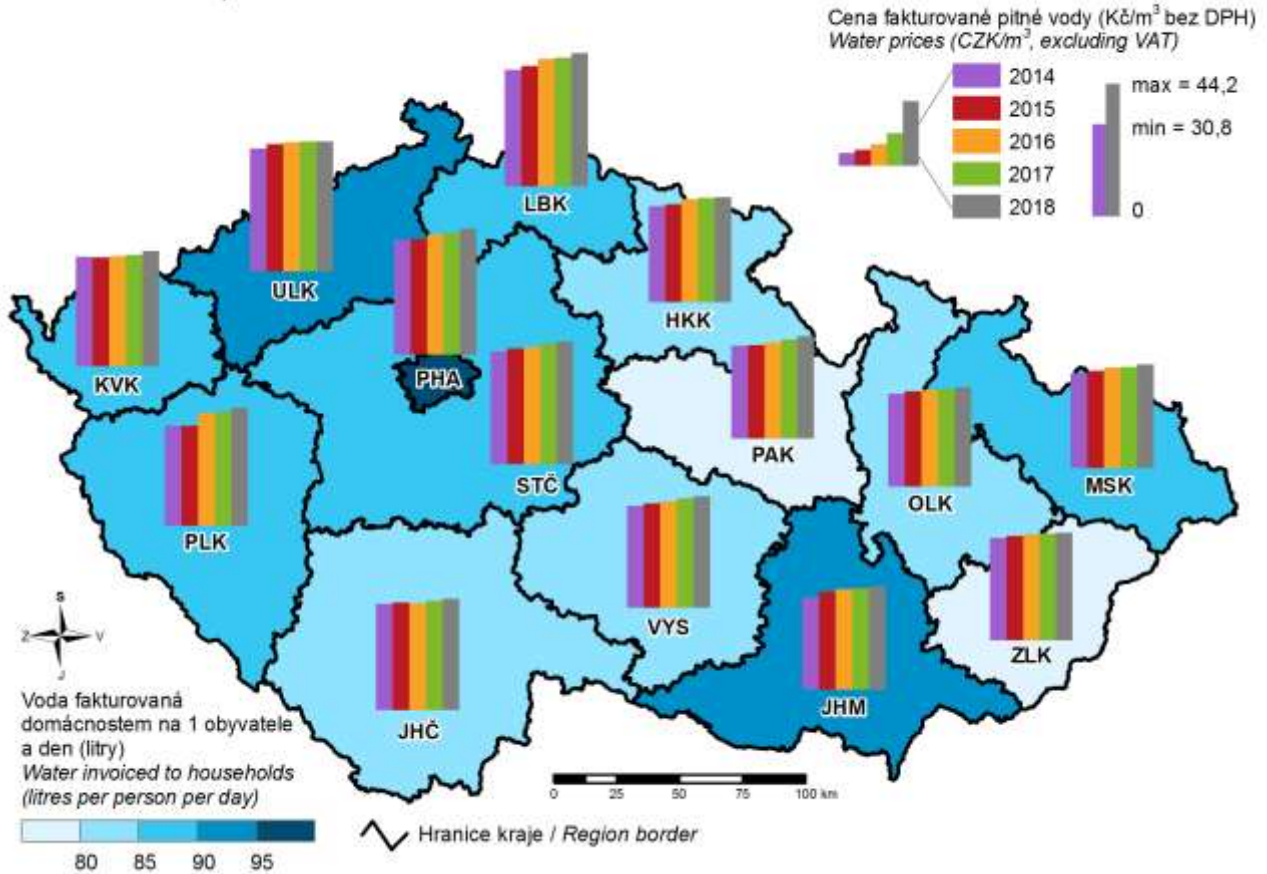 Cena fakturované pitné vody (Kč/m³ bez DPH)
Water prices (CZK/m³, excluding VAT)
2014
2015
2016
2017
2018
max = 44,2
min = 30,8
0
LBK
ULK
HKK
KVK
PHA
STČ
PAK
OLK
MSK
PLK
VYS
ZLK
JHM
JHČ
S
Z
V
J
Voda fakturovaná
domácnostem na 1 obyvatele
a den (litry)
Water invoiced to households
(litres per person per day)
80 85 90 95
0 25 50 75 100 km
Hranice kraje / Region border